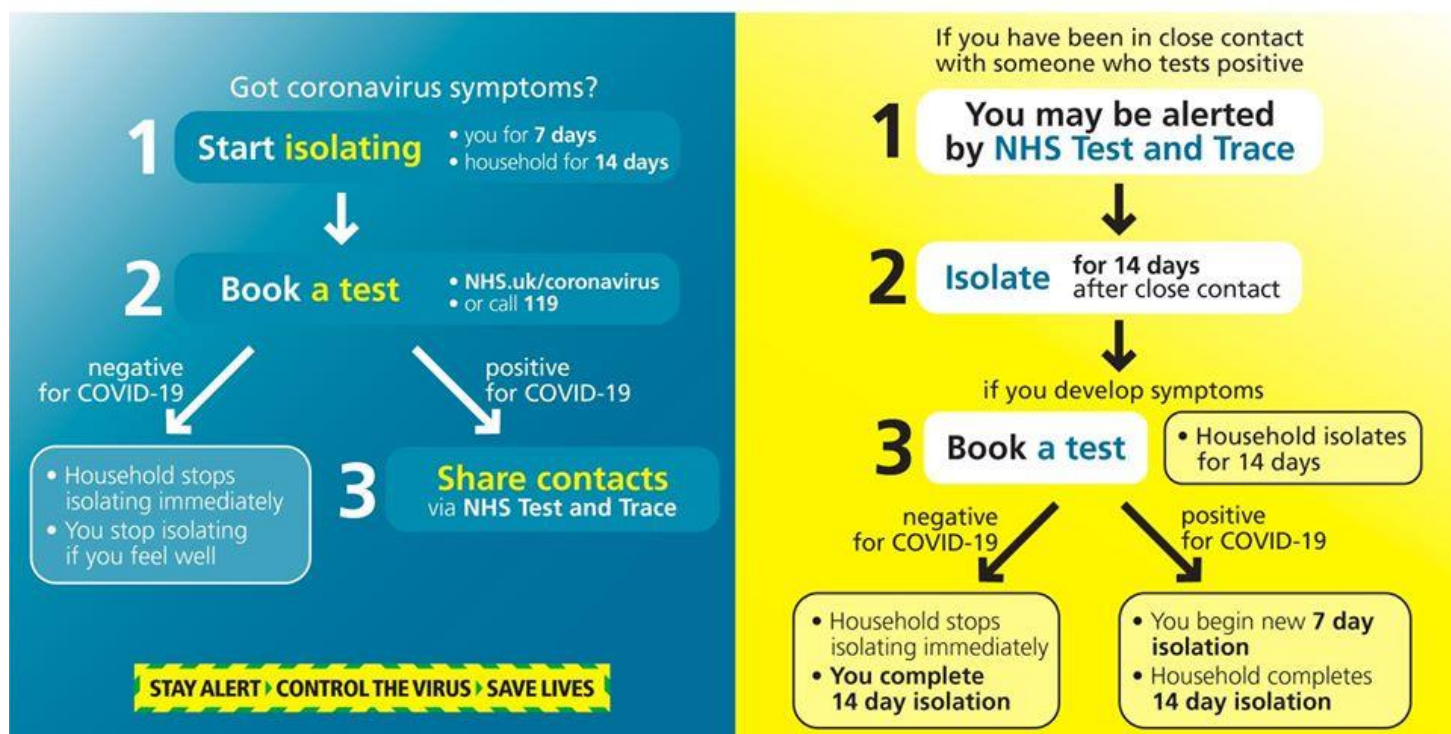 Got coronavirus symptoms?
1
Start isolating
• you for 7 days
• household for 14 days
2
Book a test
• NHS.uk/coronavirus
• or call 119
negative
for COVID-19
positive
for COVID-19
• Household stops
isolating immediately
• You stop isolating
if you feel well
3
Share contacts
via NHS Test and Trace
STAY ALERT CONTROL THE VIRUS SAVE LIVES
If you have been in close contact
with someone who tests positive
1
You may be alerted
by NHS Test and Trace
2
Isolate
for 14 days
after close contact
if you develop symptoms
3
Book a test
• Household isolates
for 14 days
negative
for COVID-19
positive
for COVID-19
• Household stops
isolating immediately
• You complete
14 day isolation
• You begin new 7 day
isolation
• Household completes
14 day isolation